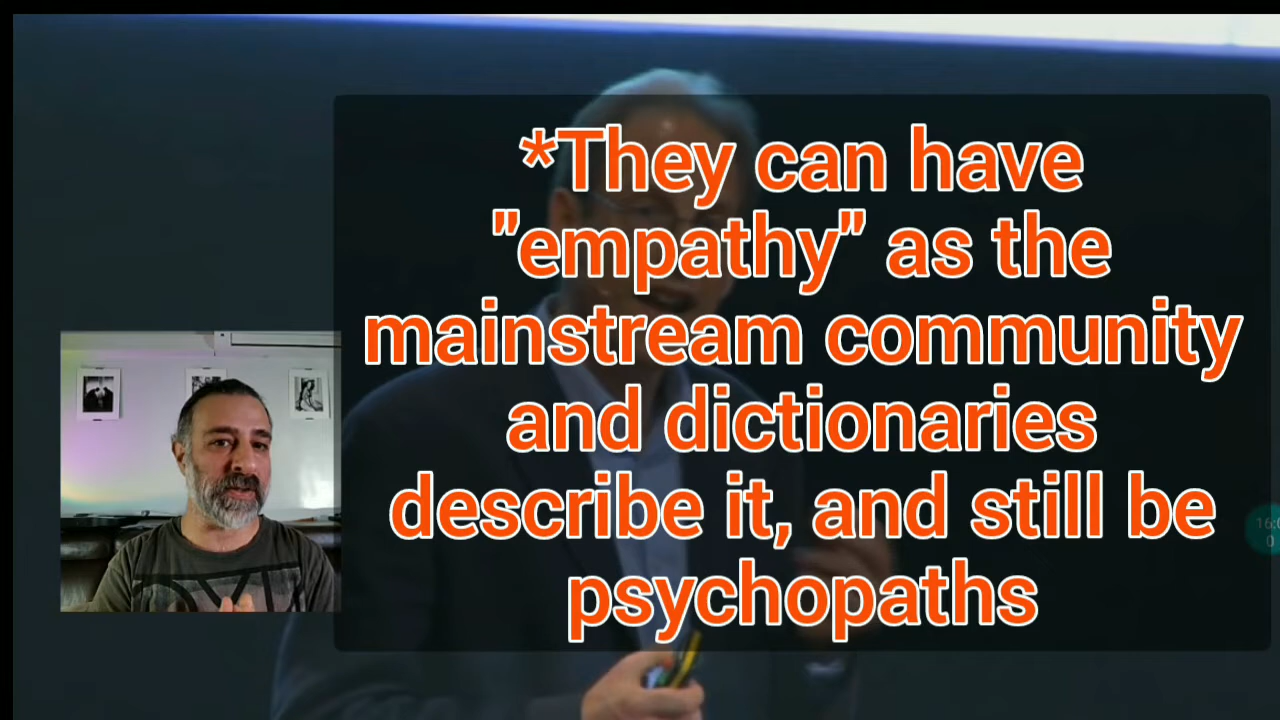 *They can have
"empathy" as the
mainstream community
and dictionaries
describe it, and still be
psychopaths